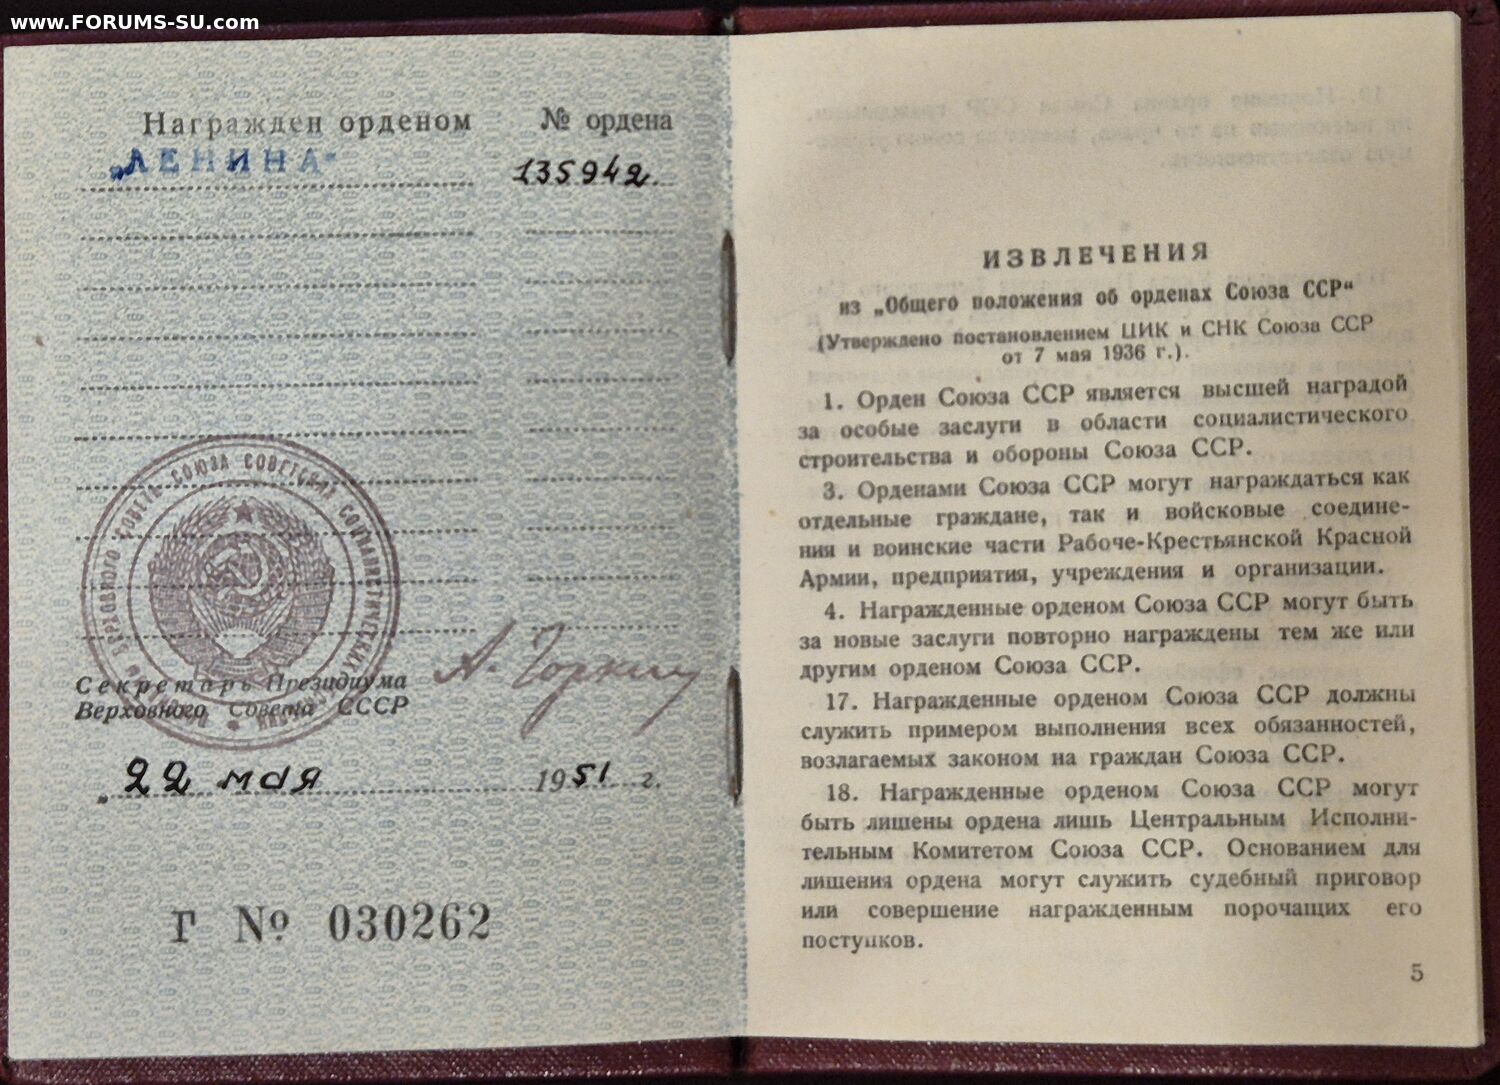 www.FORUMS-SU.com
Награжден орденом № ордена
„ЛЕНИНА" 135942.
СОЮЗА СОВЕТСКИХ СОЦИАЛИСТИЧЕСКИХ
Секретарь Президиума
Верховного Совета СССР
А. Горкин
22 мая 1951 г.
Г № 030262
ИЗВЛЕЧЕНИЯ
из „Общего положения об орденах Союза ССР“
(Утверждено постановлением ЦИК и СНК Союза ССР
от 7 мая 1936 г.).
1. Орден Союза ССР является высшей наградой
за особые заслуги в области социалистического
строительства и обороны Союза ССР.
3. Орденами Союза ССР могут награждаться как
отдельные граждане, так и войсковые соедине-
ния и воинские части Рабоче-Крестьянской Красной
Армии, предприятия, учреждения и организации.
4. Награжденные орденом Союза ССР могут быть
за новые заслуги повторно награждены тем же или
другим орденом Союза ССР.
17. Награжденные орденом Союза ССР должны
служить примером выполнения всех обязанностей,
возлагаемых законом на граждан Союза ССР.
18. Награжденные орденом Союза ССР могут
быть лишены ордена лишь Центральным Исполни-
тельным Комитетом Союза ССР. Основанием для
лишения ордена могут служить судебный приговор
или совершение награжденным порочащих его
поступков.
5